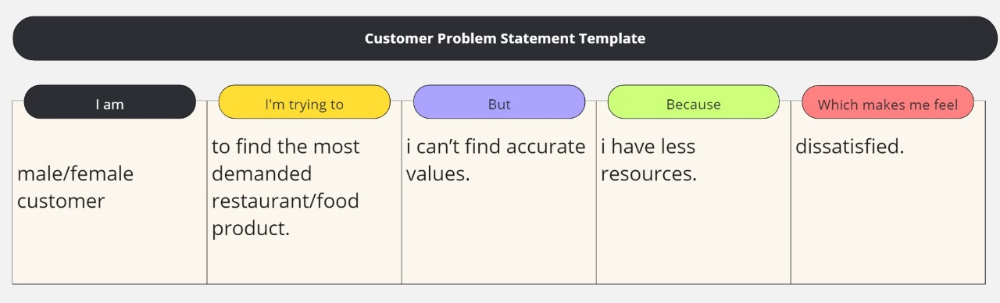 Customer Problem Statement Template
I am
I'm trying to
But
Because
Which makes me feel
male/female
customer
to find the most
demanded
restaurant/food
product.
i can’t find accurate
values.
i have less
resources.
dissatisfied.